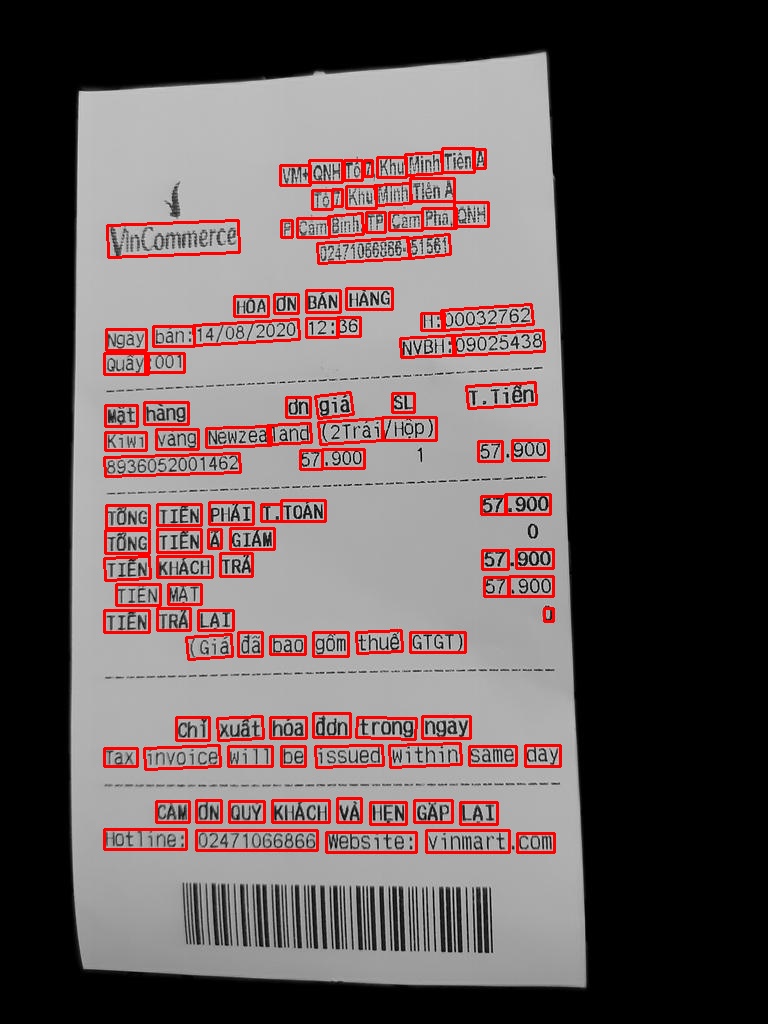 VM+ QNH Tổ 7 Khu Minh Tiến A
Tổ 7 Khu Minh Tiến A
P Cẩm Bình, TP Cẩm Phả, QNH
02471066866-51561
VinCommerce
HÓA ĐƠN BÁN HÀNG
Ngày bán:14/08/2020 12:36 HĐ:00032762
Quầy:001 NVBH:09025438
Mặt hàng Đơn giá SL T.Tiền
Kiwi vàng Newzealand (2Trái/Hộp)
8936052001462 57.900 1 57.900
TỔNG TIỀN PHẢI T.TOÁN 57.900
TỔNG TIỀN ĐÃ GIẢM 0
TIỀN KHÁCH TRẢ 57.900
TIỀN MẶT 57.900
TIỀN TRẢ LẠI 0
(Giá đã bao gồm thuế GTGT)
Chỉ xuất hóa đơn trong ngày
Tax invoice will be issued within same day
CẢM ƠN QUÝ KHÁCH VÀ HẸN GẶP LẠI
Hotline: 02471066866 Website: vinmart.com